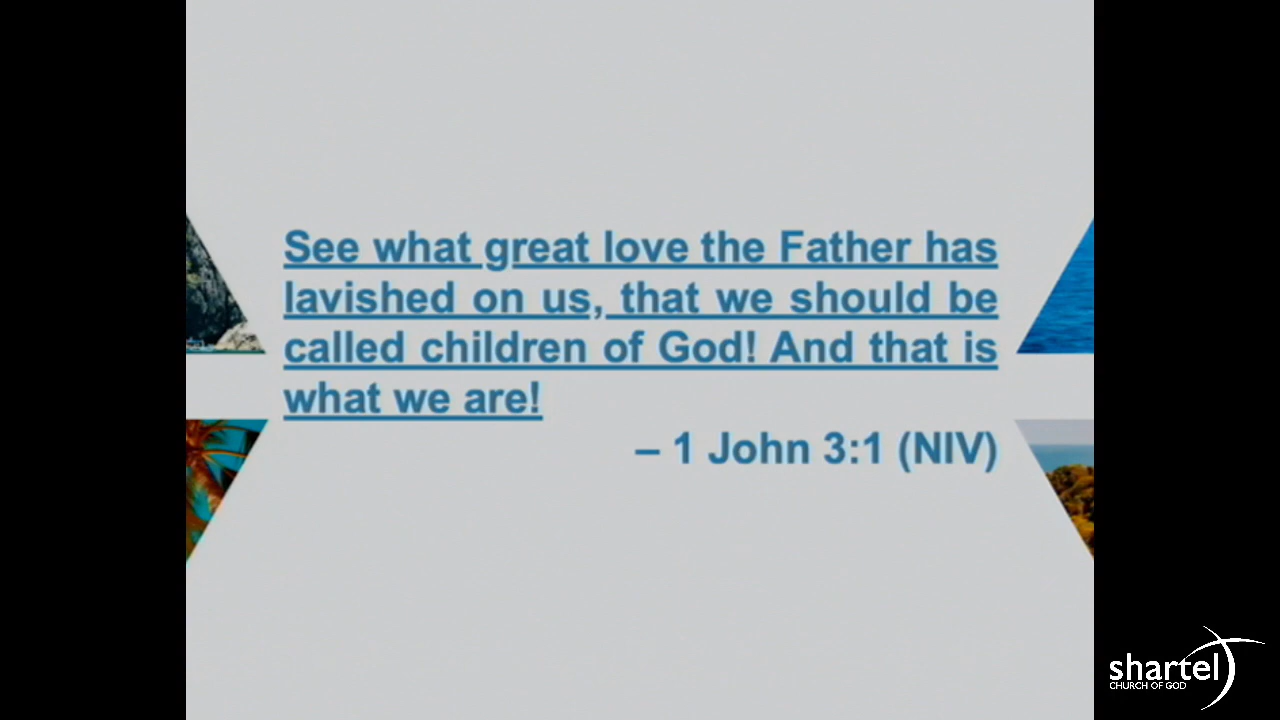 See what great love the Father has
lavished on us, that we should be
called children of God! And that is
what we are!
– 1 John 3:1 (NIV)
shartel
CHURCH OF GOD